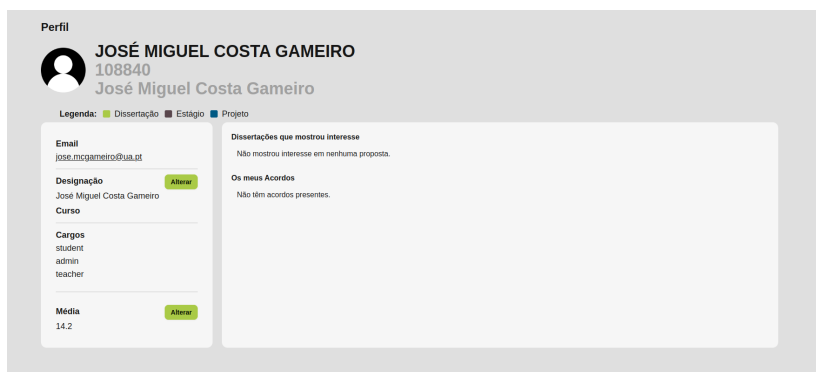 Perfil
JOSÉ MIGUEL COSTA GAMEIRO
108840
José Miguel Costa Gameiro
Legenda: Dissertação Estágio Projeto
Email
jose.mcgameiro@ua.pt
Designação Alterar
José Miguel Costa Gameiro
Curso
Cargos
student
admin
teacher
Média Alterar
14.2
Dissertações que mostrou interesse
Não mostrou interesse em nenhuma proposta.
Os meus Acordos
Não têm acordos presentes.